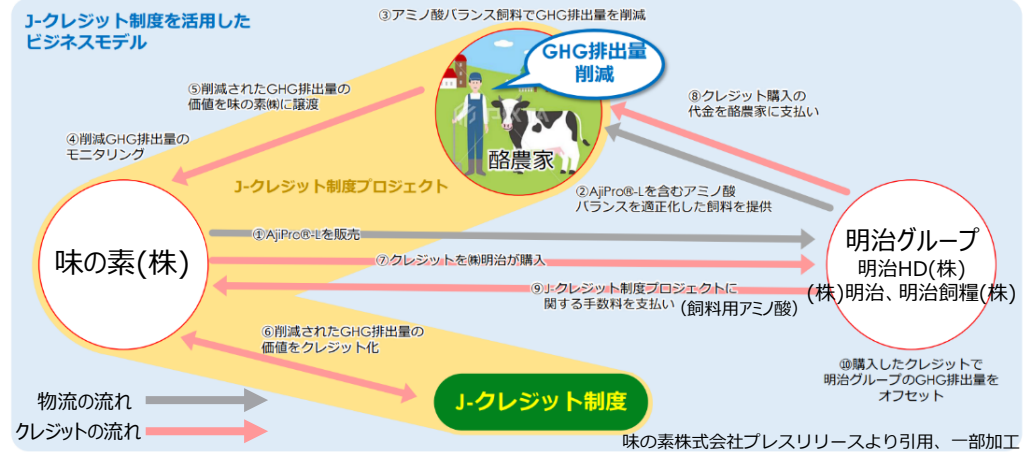 J-クレジット制度を活用した
ビジネスモデル
③アミノ酸バランス飼料でGHG排出量を削減
GHG排出量
削減
酪農家
⑤削減されたGHG排出量の
価値を味の素㈱に譲渡
④削減GHG排出量の
モニタリング
J-クレジット制度プロジェクト
⑧クレジット購入の
代金を酪農家に支払い
②AjiPro®-Lを含むアミノ酸
バランスを適正化した飼料を提供
味の素(株)
①AjiPro®-Lを販売
⑦クレジットを㈱明治が購入
⑨J-クレジット制度プロジェクトに
関する手数料を支払い
(飼料用アミノ酸)
明治グループ
明治HD(株)
(株)明治、明治飼糧(株)
⑥削減されたGHG排出量の
価値をクレジット化
J-クレジット制度
⑩購入したクレジットで
明治グループのGHG排出量を
オフセット
物流の流れ
クレジットの流れ
味の素株式会社プレスリリースより引用、一部加工